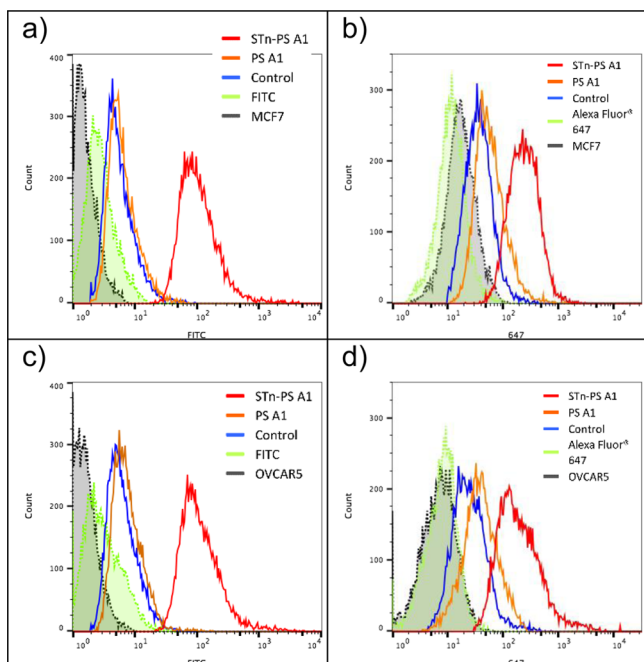 a)
STn-PS A1
PS A1
Control
FITC
MCF7
400
300
200
100
0
Count
10⁰ 10¹ 10² 10³ 10⁴
FITC
b)
STn-PS A1
PS A1
Control
Alexa Fluor®
647
MCF7
300
200
100
0
Count
10⁰ 10¹ 10² 10³ 10⁴
647
c)
STn-PS A1
PS A1
Control
FITC
OVCAR5
400
300
200
100
0
Count
10⁰ 10¹ 10² 10³ 10⁴
FITC
d)
STn-PS A1
PS A1
Control
Alexa Fluor®
647
OVCAR5
300
200
100
0
Count
10⁰ 10¹ 10² 10³ 10⁴
647